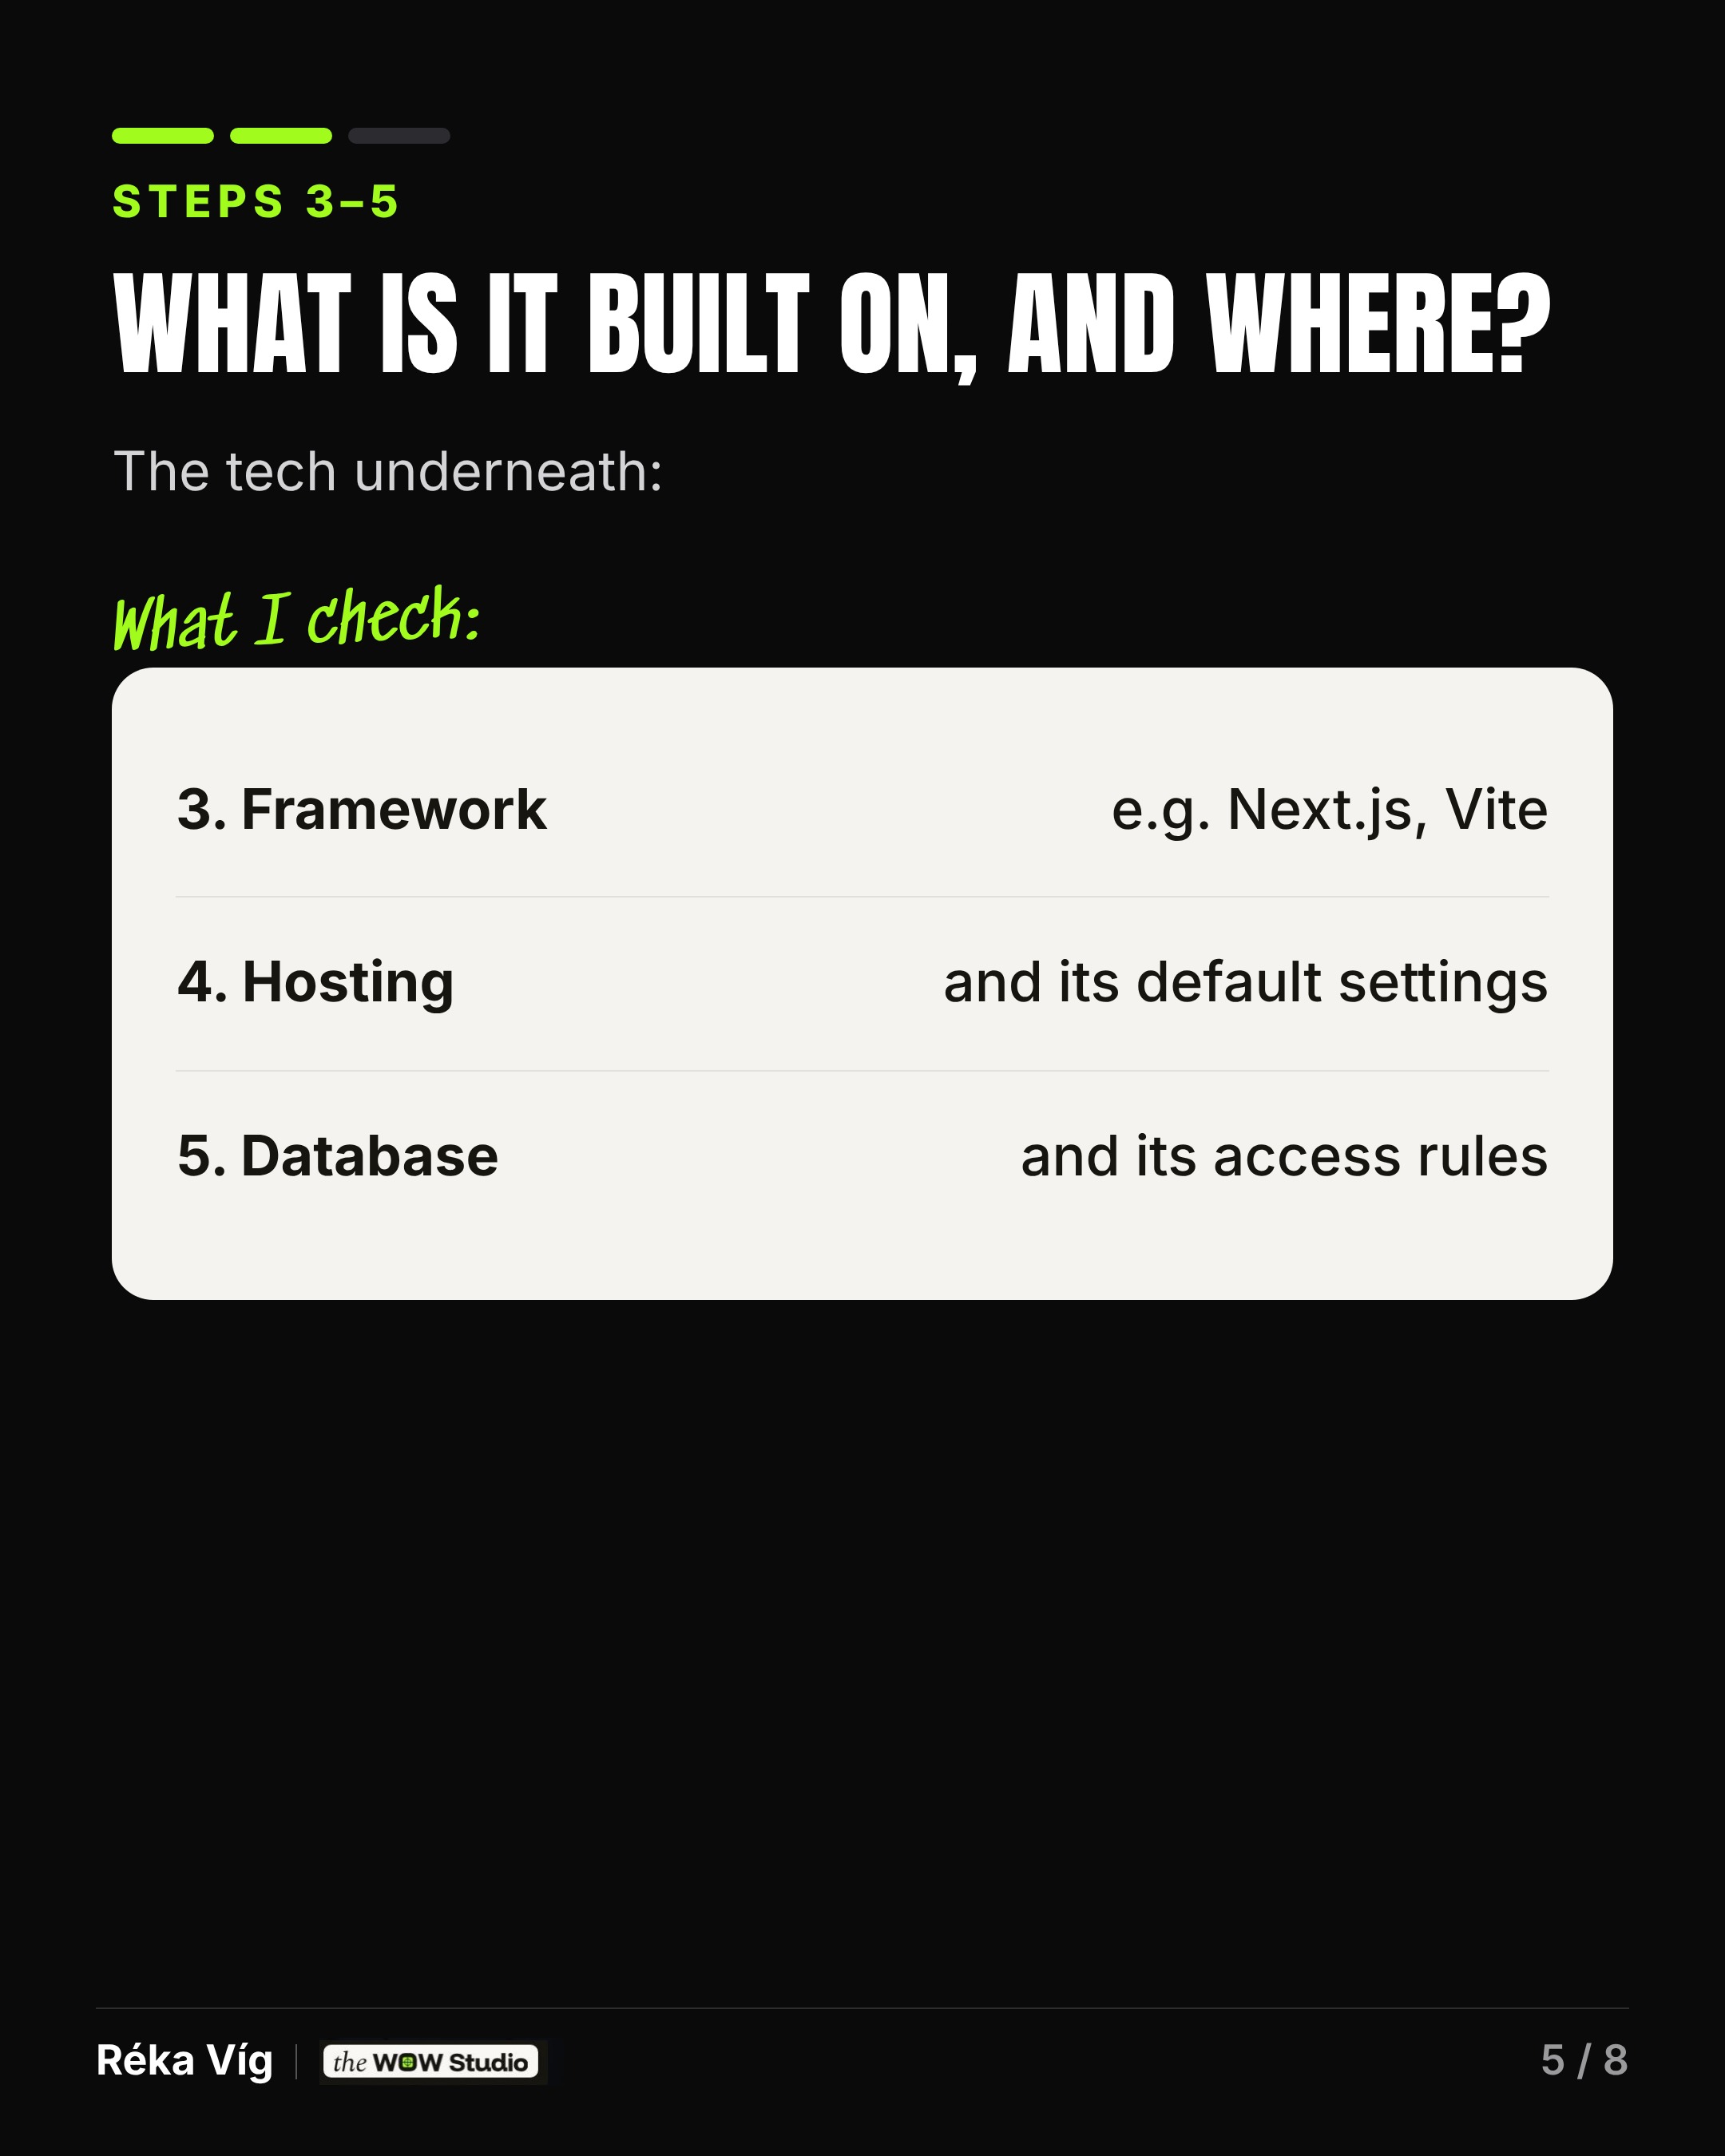 STEPS 3–5
WHAT IS IT BUILT ON, AND WHERE?
The tech underneath:
What I check:
3. Framework e.g. Next.js, Vite
4. Hosting and its default settings
5. Database and its access rules
Réka Víg the WOW Studio 5 / 8